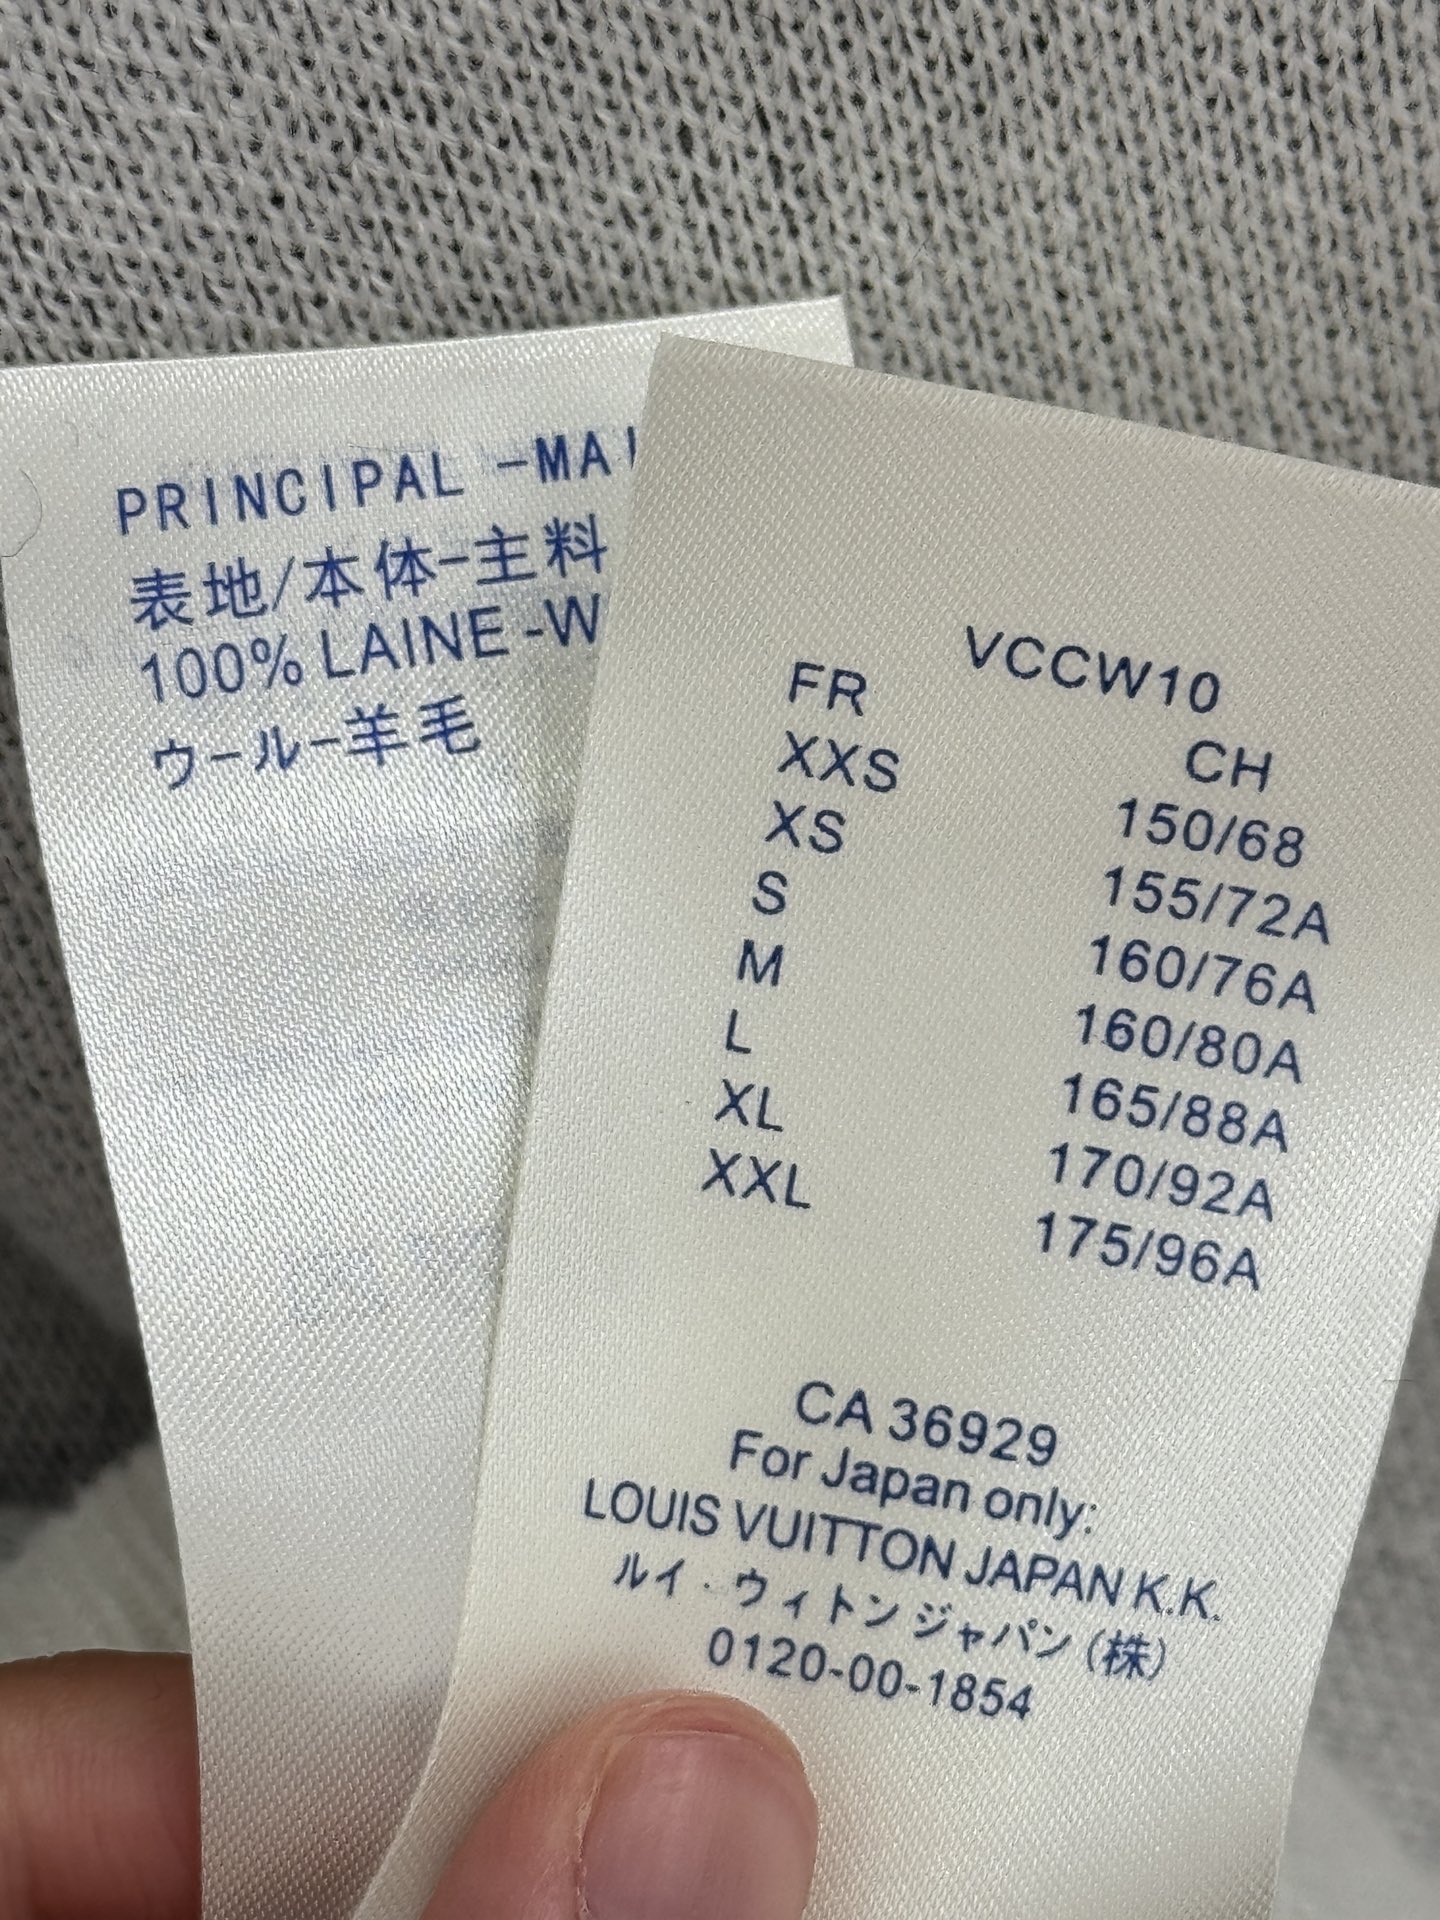 PRINCIPAL -MAI
表地/本体-主料
100% LAINE -W
ウール-羊毛
VCCW10
FR CH
XXS 150/68
XS 155/72A
S 160/76A
M 160/80A
L 165/88A
XL 170/92A
XXL 175/96A
CA 36929
For Japan only:
LOUIS VUITTON JAPAN K.K.
ルイ・ウィトンジャパン(株)
0120-00-1854